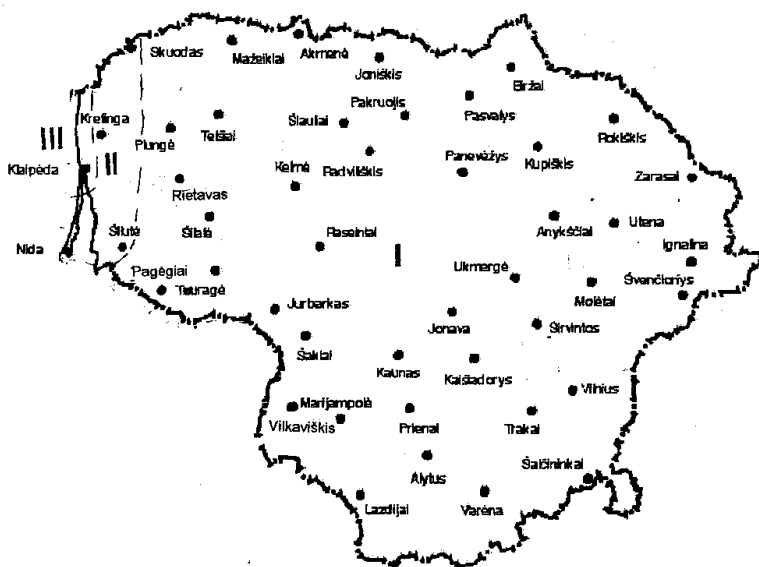 Skuodas
Mažeikiai
Akmenė
Joniškis
Biržai
Pakruojis
Pasvalys
Kretinga
Plungė
Telšiai
Šiauliai
Rokiškis
III
II
Klaipėda
Kelmė
Radviliškis
Panevėžys
Kupiškis
Zarasai
Rietavas
Šilutė
Šilalė
Raseiniai
I
Anykščiai
Utena
Ignalina
Nida
Pagėgiai
Tauragė
Ukmergė
Molėtai
Švenčionys
Jurbarkas
Jonava
Širvintos
Šakiai
Kaunas
Kaišiadorys
Vilnius
Marijampolė
Vilkaviškis
Prienai
Trakai
Alytus
Šalčininkai
Lazdijai
Varėna